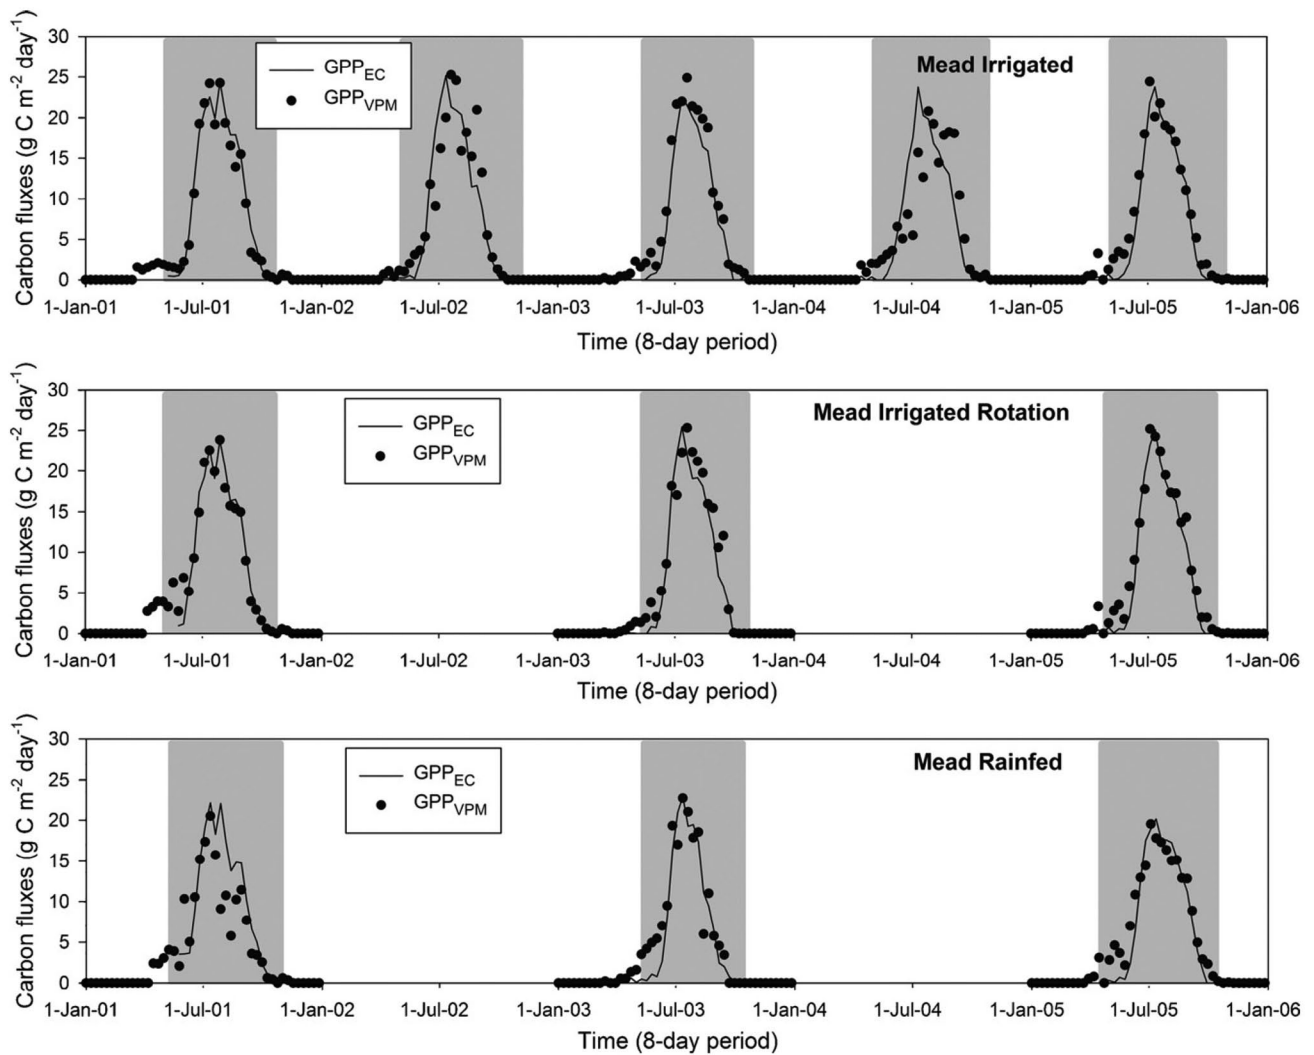 Carbon fluxes (g C m-2 day-1)
30
25
20
15
10
5
0
GPPEC
GPPVPM
Mead Irrigated
1-Jan-01 1-Jul-01 1-Jan-02 1-Jul-02 1-Jan-03 1-Jul-03 1-Jan-04 1-Jul-04 1-Jan-05 1-Jul-05 1-Jan-06
Time (8-day period)
Carbon fluxes (g C m-2 day-1)
30
25
20
15
10
5
0
GPPEC
GPPVPM
Mead Irrigated Rotation
1-Jan-01 1-Jul-01 1-Jan-02 1-Jul-02 1-Jan-03 1-Jul-03 1-Jan-04 1-Jul-04 1-Jan-05 1-Jul-05 1-Jan-06
Time (8-day period)
Carbon fluxes (g C m-2 day-1)
30
25
20
15
10
5
0
GPPEC
GPPVPM
Mead Rainfed
1-Jan-01 1-Jul-01 1-Jan-02 1-Jul-02 1-Jan-03 1-Jul-03 1-Jan-04 1-Jul-04 1-Jan-05 1-Jul-05 1-Jan-06
Time (8-day period)